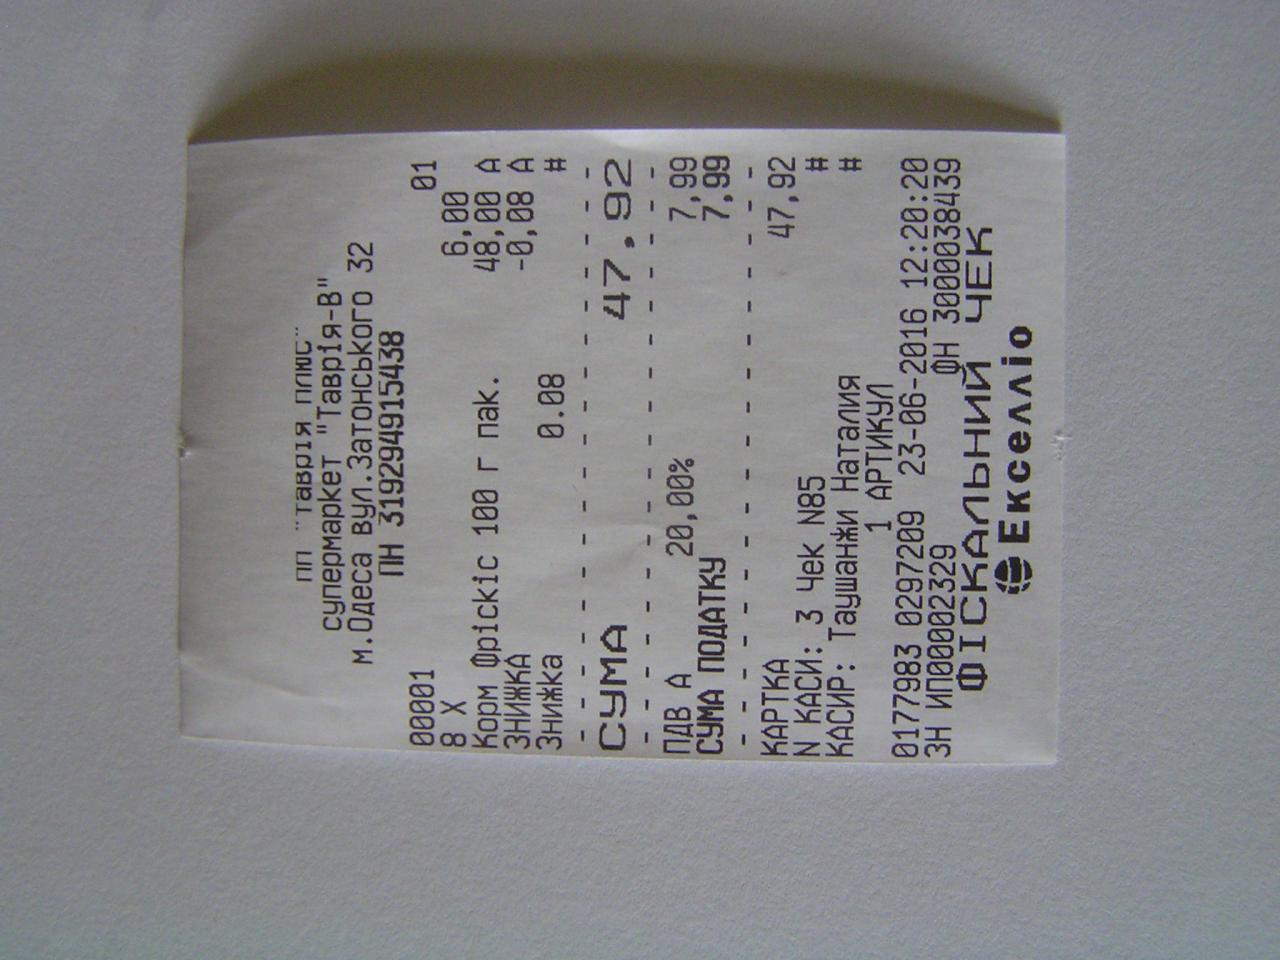 ПП "Таврія ПЛЮС"
супермаркет "Таврія-В"
м.Одеса вул.Затонського 32
ПН 319294915438
00001 01
8 X 6,00
Корм Фріскіс 100 г пак. 48,00 А
ЗНИЖКА -0,08 А
Знижка 0.08 #
СУМА 47.92
ПДВ А 20,00% 7,99
СУМА ПОДАТКУ 7,99
КАРТКА 47,92
N КАСИ: 3 Чек N85 #
КАСИР: Таушанжи Наталия #
1 АРТИКУЛ
0177983 0297209 23-06-2016 12:20:20
ЗН ИП00002329 ФН 3000038439
ФІСКАЛЬНИЙ ЧЕК
Екселліо